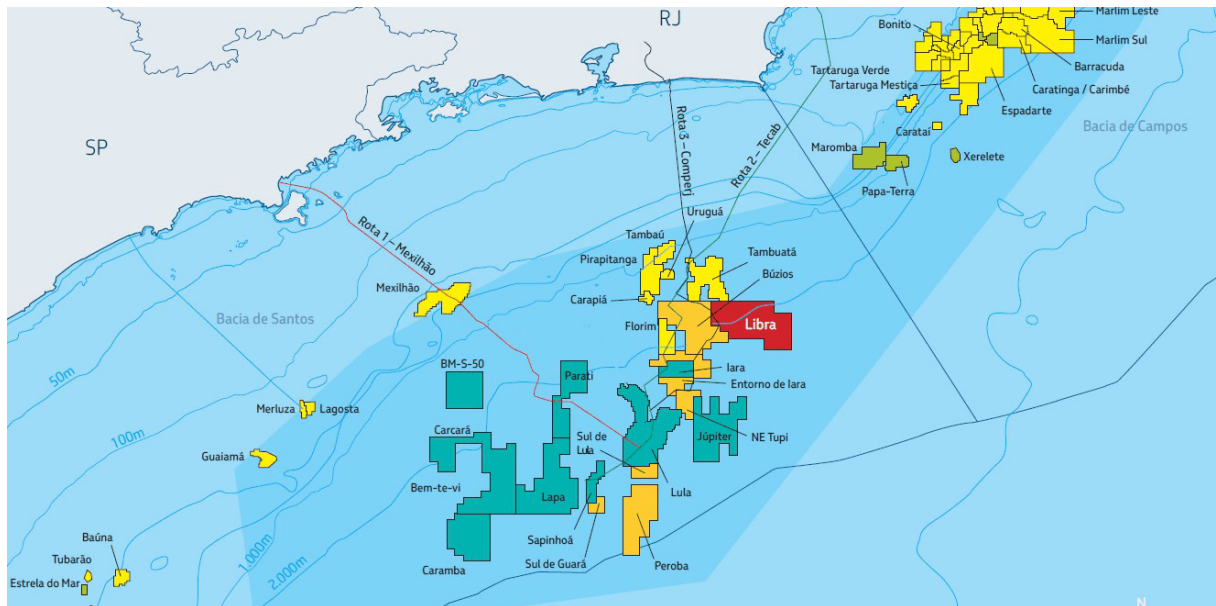 RJ
Marlim Leste
Bonito
Marlim Sul
Barracuda
Tartaruga Verde
Tartaruga Mestiça
Caratinga / Carimbé
Espadarte
Bacia de Campos
Carataí
SP
Rota 3 – Comperj
Rota 2 – Tecab
Maromba
Xerelete
Papa-Terra
Uruguá
Rota 1 – Mexilhão
Tambaú
Pirapitanga
Tambuatá
Búzios
Mexilhão
Carapiá
Bacia de Santos
Florim
Libra
50m
BM-S-50
Parati
Iara
Entorno de Iara
Merluza
Lagosta
100m
Carcará
Sul de
Lula
Júpiter
NE Tupi
Guaiamá
Bem-te-vi
Lapa
Lula
1.000m
2.000m
Sapinhoá
Baúna
Tubarão
Estrela do Mar
Caramba
Sul de Guará
Peroba
N